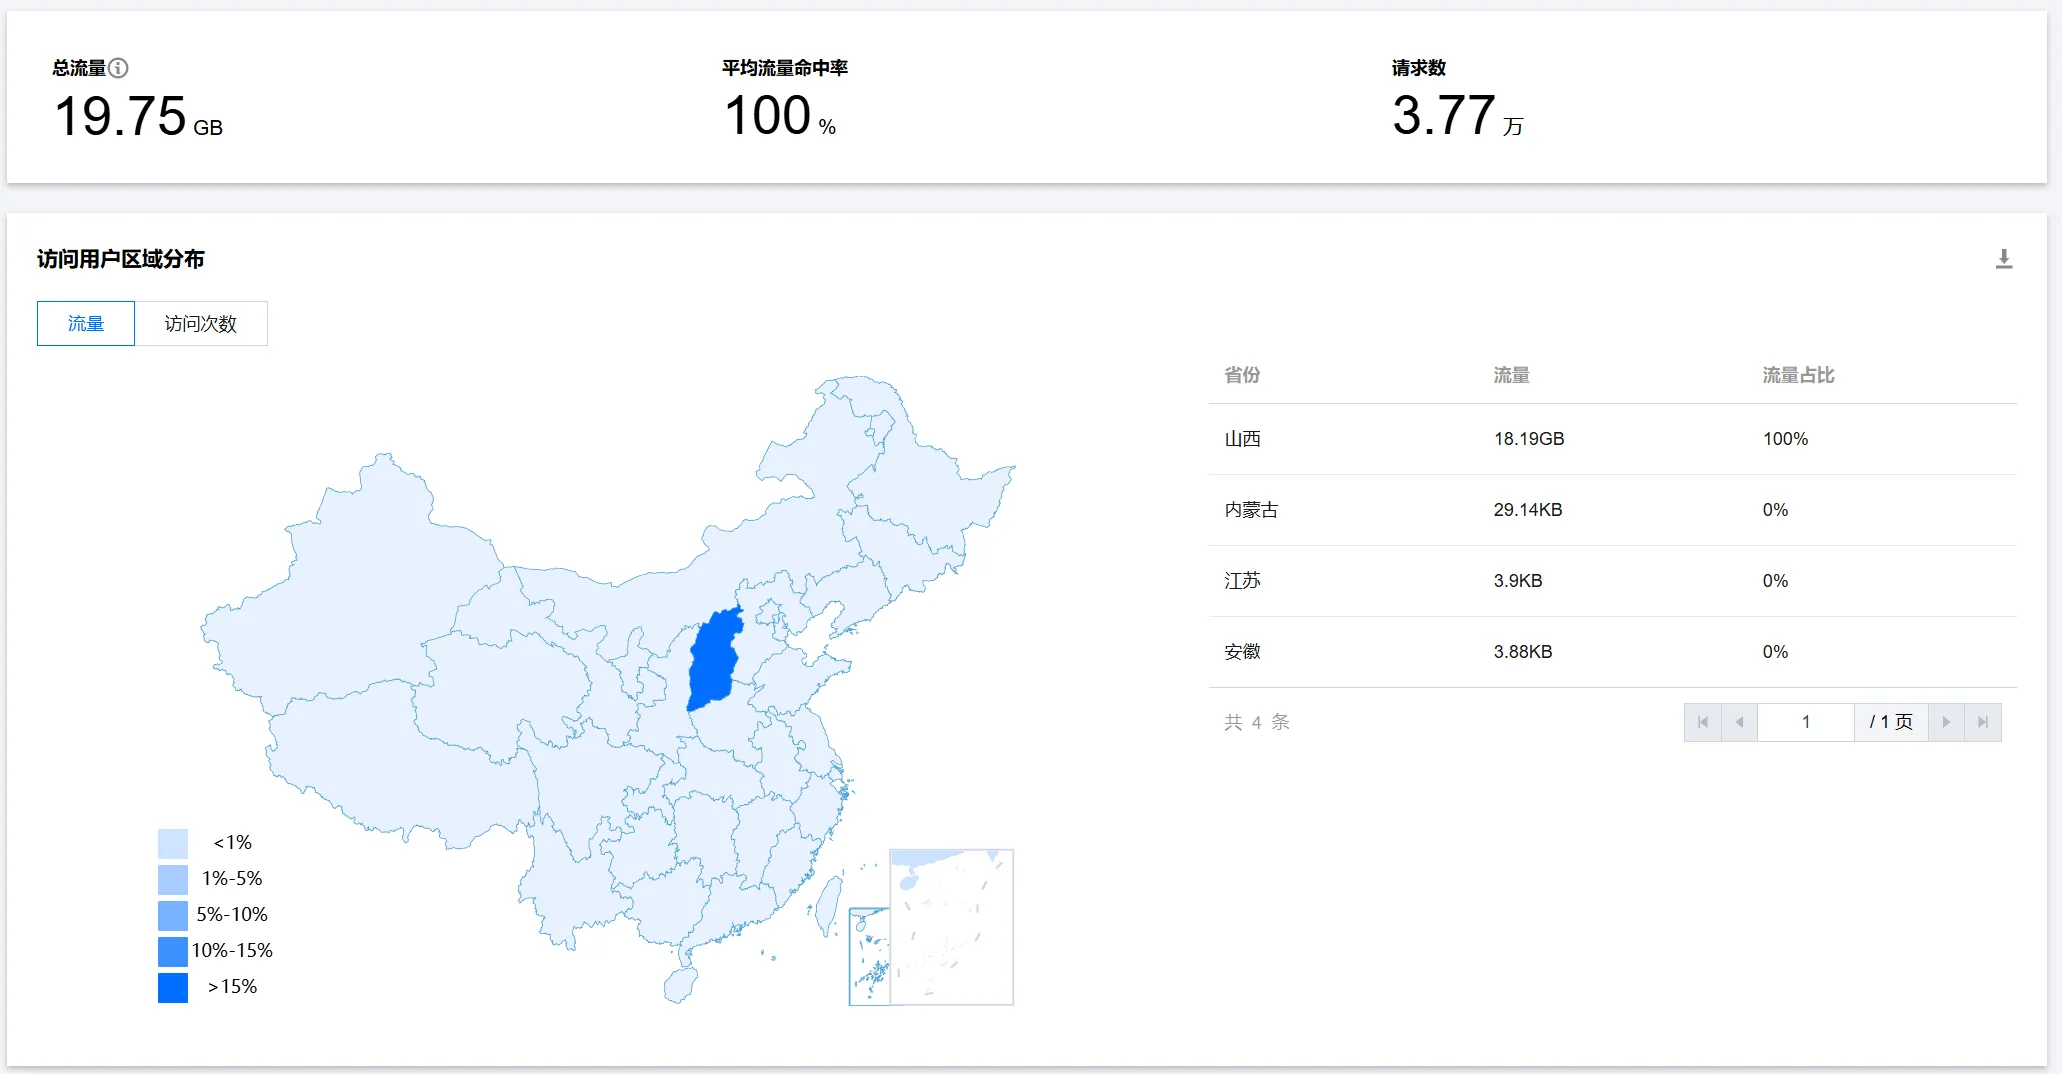 总流量
19.75 GB
平均流量命中率
100 %
请求数
3.77 万
访问用户区域分布
流量 访问次数
省份 流量 流量占比
山西 18.19GB 100%
内蒙古 29.14KB 0%
江苏 3.9KB 0%
安徽 3.88KB 0%
共 4 条 1 / 1 页
<1%
1%-5%
5%-10%
10%-15%
>15%